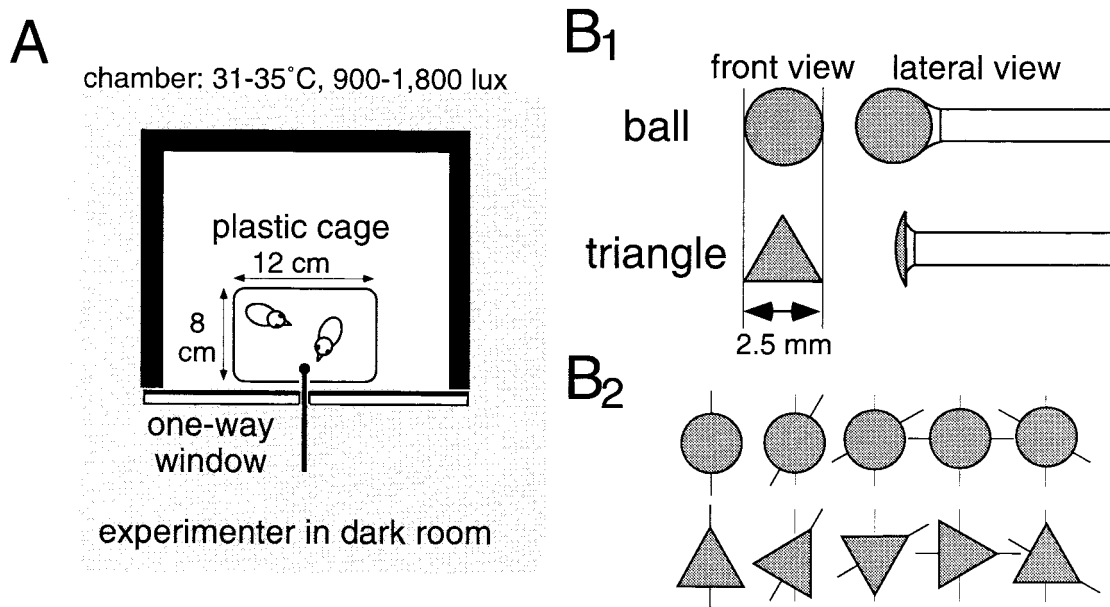 A
chamber: 31-35°C, 900-1,800 lux
plastic cage
12 cm
8
cm
one-way
window
experimenter in dark room
B1
front view lateral view
ball
triangle
2.5 mm
B2